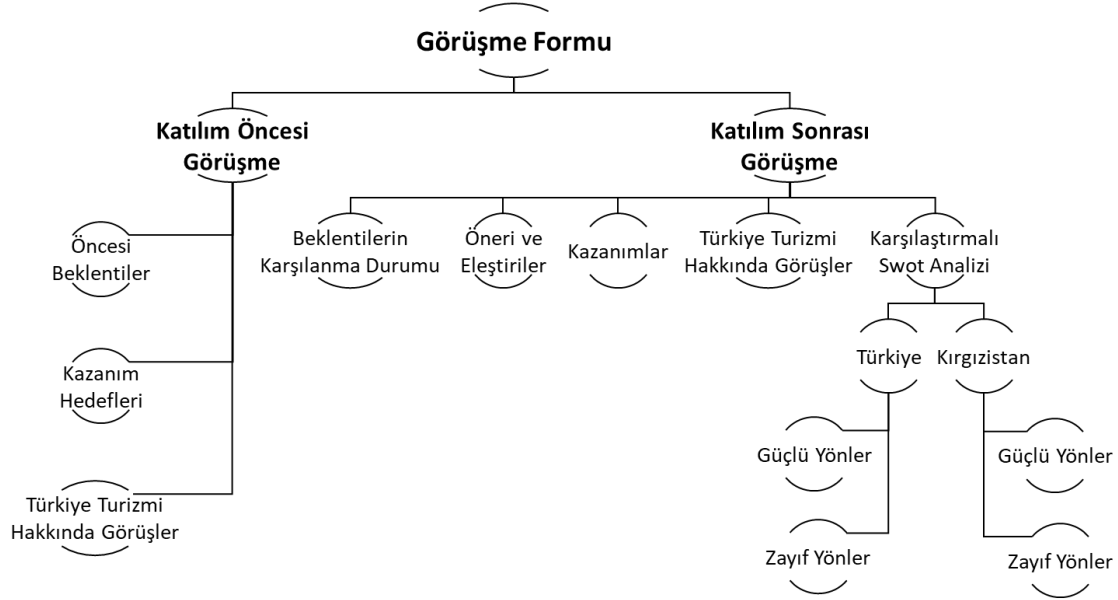 Görüşme Formu
Katılım Öncesi
Görüşme
Katılım Sonrası
Görüşme
Öncesi
Beklentiler
Kazanım
Hedefleri
Türkiye Turizmi
Hakkında Görüşler
Beklentilerin
Karşılanma Durumu
Öneri ve
Eleştiriler
Kazanımlar
Türkiye Turizmi
Hakkında Görüşler
Karşılaştırmalı
Swot Analizi
Türkiye
Kırgızistan
Güçlü Yönler
Zayıf Yönler
Güçlü Yönler
Zayıf Yönler